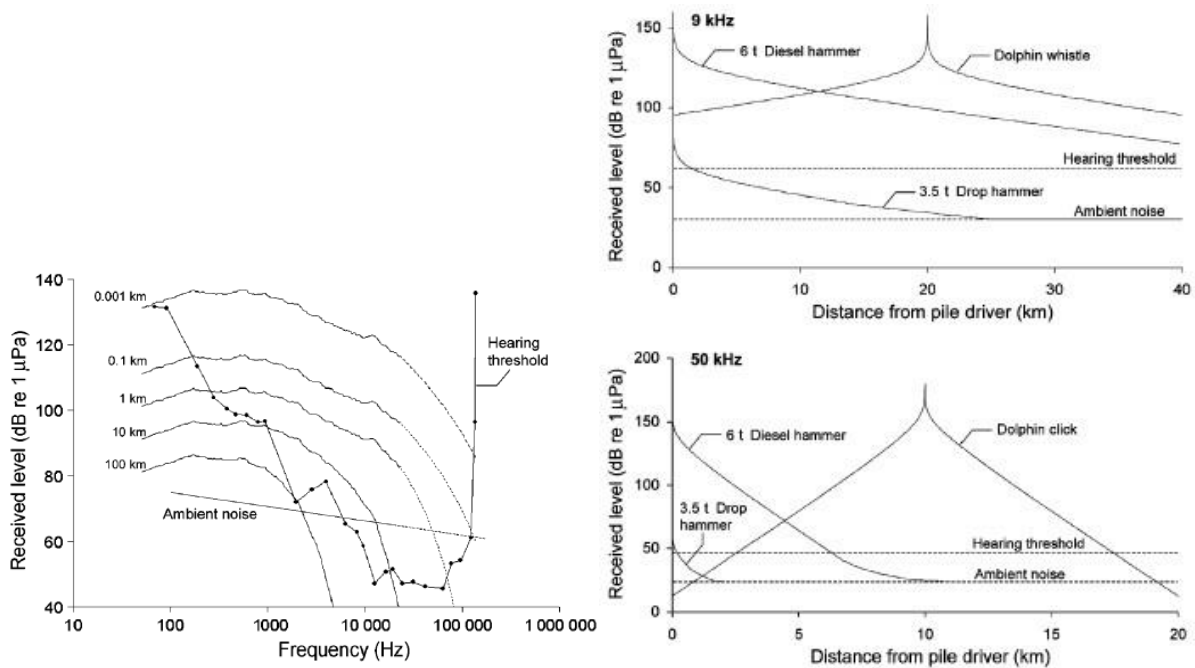 140
120
100
80
60
40
Received level (dB re 1 μPa)
0.001 km
0.1 km
1 km
10 km
100 km
Hearing
threshold
Ambient noise
10
100
1000
10 000
100 000
1 000 000
Frequency (Hz)
9 kHz
150
100
50
0
Received level (dB re 1 μPa)
6 t Diesel hammer
Dolphin whistle
Hearing threshold
3.5 t Drop hammer
Ambient noise
0
10
20
30
40
Distance from pile driver (km)
50 kHz
200
150
100
50
0
Received level (dB re 1 μPa)
6 t Diesel hammer
Dolphin click
3.5 t Drop
hammer
Hearing threshold
Ambient noise
0
5
10
15
20
Distance from pile driver (km)